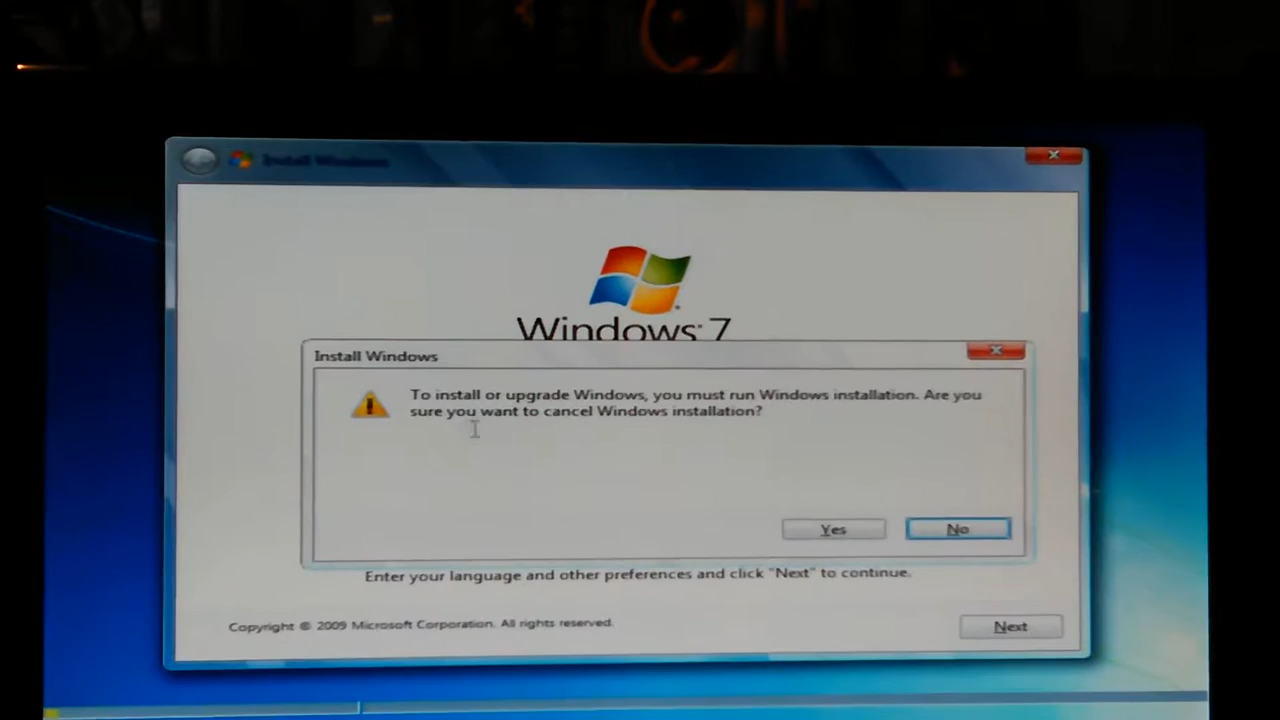 Install Windows
Windows 7
Install Windows
To install or upgrade Windows, you must run Windows installation. Are you
sure you want to cancel Windows installation?
Yes
No
Enter your language and other preferences and click "Next" to continue.
Copyright © 2009 Microsoft Corporation. All rights reserved.
Next